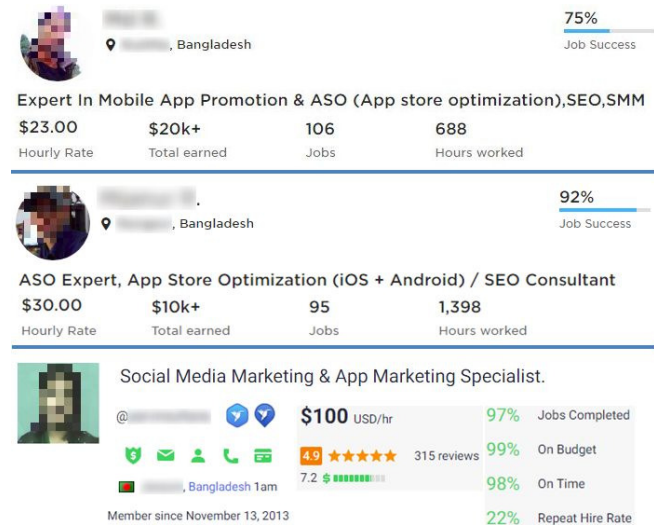 75%
, Bangladesh
Job Success
Expert In Mobile App Promotion & ASO (App store optimization),SEO,SMM
$23.00 $20k+ 106 688
Hourly Rate Total earned Jobs Hours worked
.
92%
, Bangladesh
Job Success
ASO Expert, App Store Optimization (iOS + Android) / SEO Consultant
$30.00 $10k+ 95 1,398
Hourly Rate Total earned Jobs Hours worked
Social Media Marketing & App Marketing Specialist.
@
$100 USD/hr
97% Jobs Completed
4.9 315 reviews
99% On Budget
7.2 $
98% On Time
, Bangladesh 1am
Member since November 13, 2013
22% Repeat Hire Rate